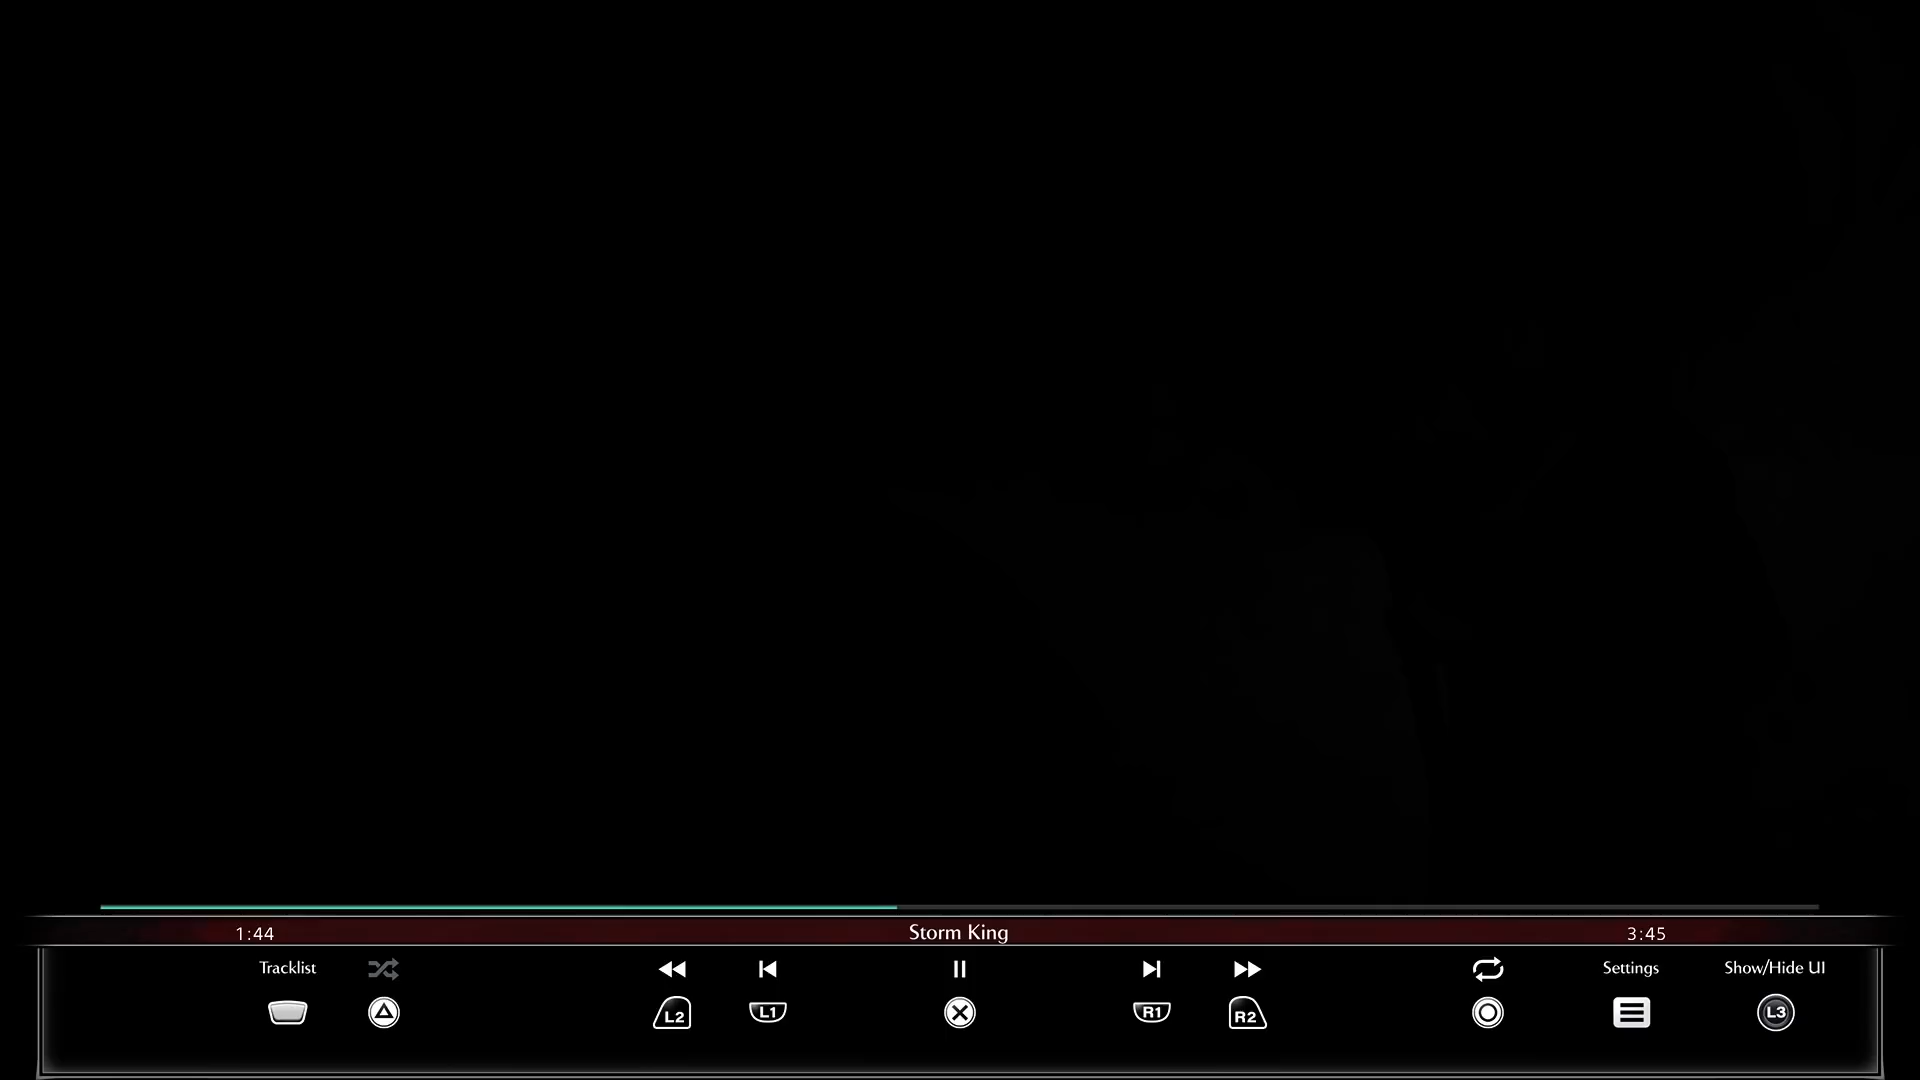 1:44 Storm King 3:45
Tracklist Settings Show/Hide UI
L2 L1 R1 R2 L3